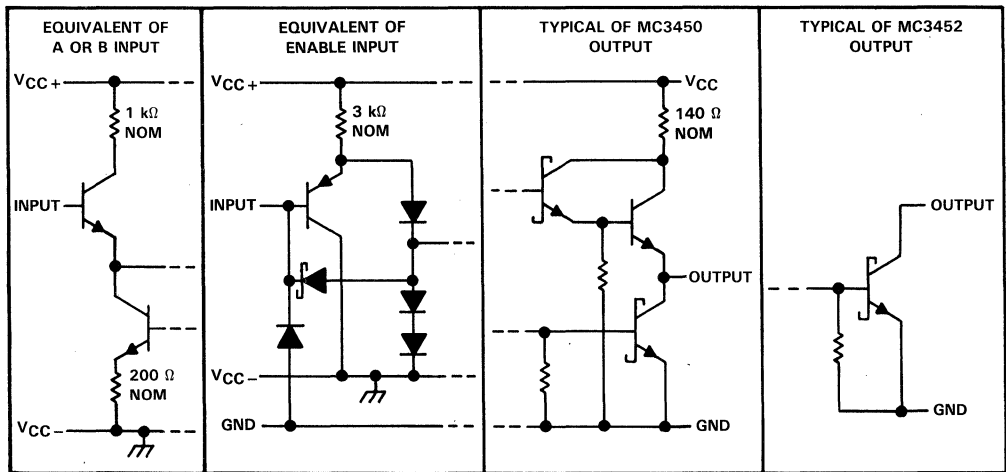 EQUIVALENT OF
A OR B INPUT
VCC+
1 kΩ
NOM
INPUT
200 Ω
NOM
VCC-
EQUIVALENT OF
ENABLE INPUT
VCC+
3 kΩ
NOM
INPUT
VCC-
GND
TYPICAL OF MC3450
OUTPUT
VCC
140 Ω
NOM
OUTPUT
GND
TYPICAL OF MC3452
OUTPUT
OUTPUT
GND